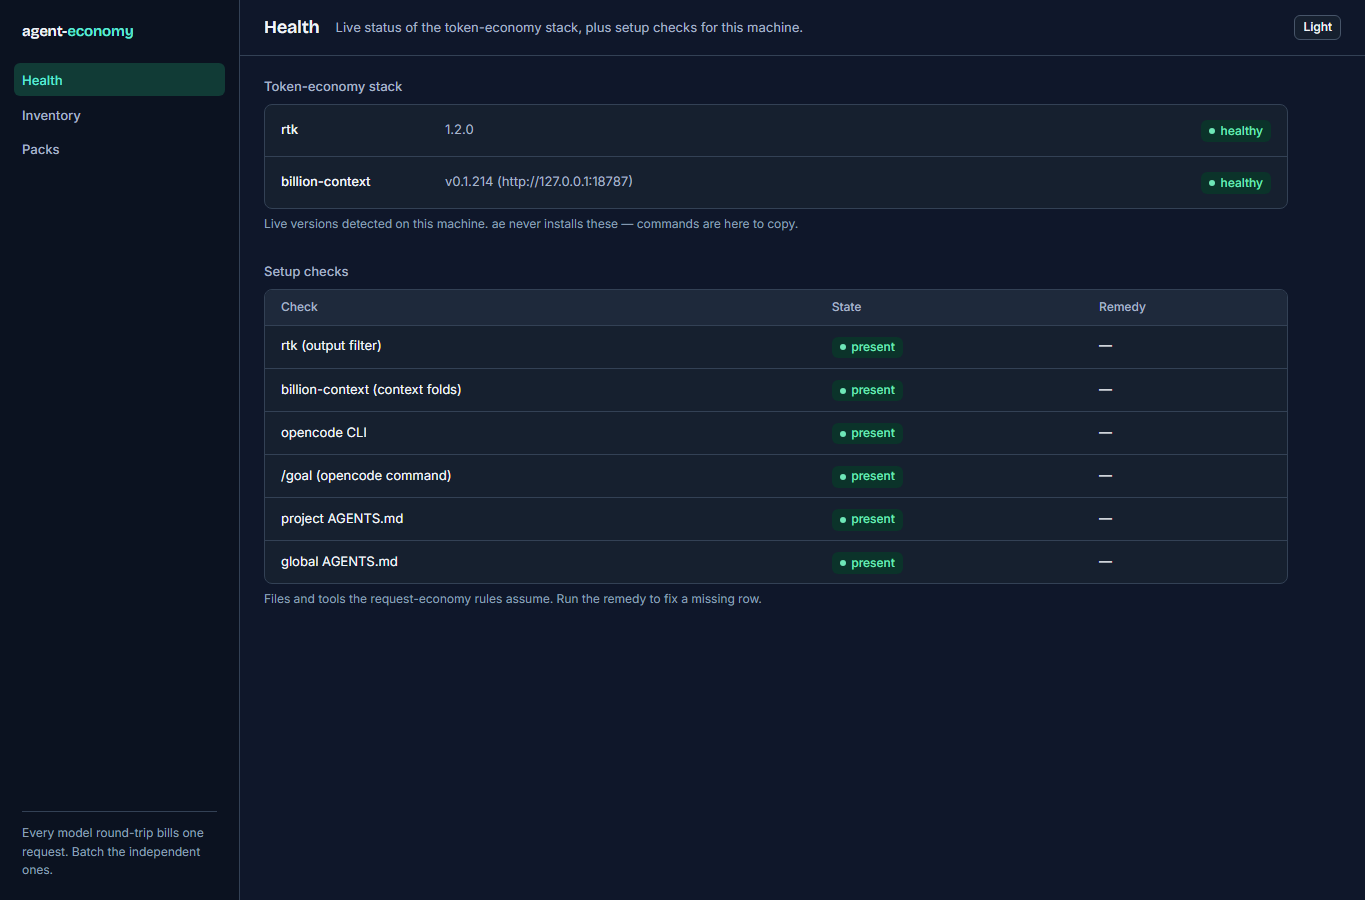 agent-economy
Health
Inventory
Packs
Every model round-trip bills one
request. Batch the independent
ones.
Health Live status of the token-economy stack, plus setup checks for this machine. Light
Token-economy stack
rtk 1.2.0 healthy
billion-context v0.1.214 (http://127.0.0.1:18787) healthy
Live versions detected on this machine. ae never installs these — commands are here to copy.
Setup checks
Check State Remedy
rtk (output filter) present —
billion-context (context folds) present —
opencode CLI present —
/goal (opencode command) present —
project AGENTS.md present —
global AGENTS.md present —
Files and tools the request-economy rules assume. Run the remedy to fix a missing row.